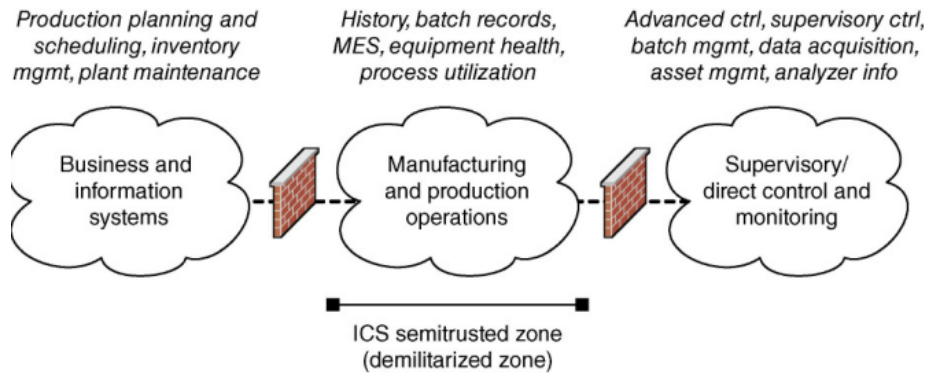 Production planning and
scheduling, inventory
mgmt, plant maintenance
History, batch records,
MES, equipment health,
process utilization
Advanced ctrl, supervisory ctrl,
batch mgmt, data acquisition,
asset mgmt, analyzer info
Business and
information
systems
Manufacturing
and production
operations
Supervisory/
direct control and
monitoring
ICS semitrusted zone
(demilitarized zone)